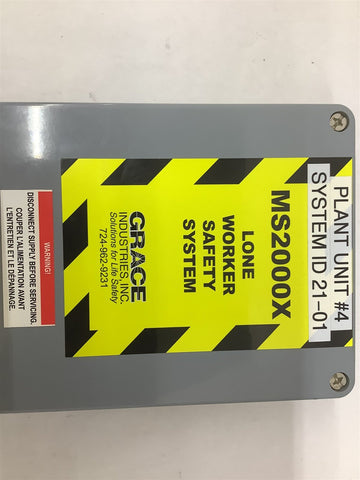 PLANT UNIT #4
SYSTEM ID 21-01
MS2000X
LONE
WORKER
SAFETY
SYSTEM
GRACE
INDUSTRIES, INC.
Solutions for Life Safety
724-962-9231
WARNING!
DISCONNECT SUPPLY BEFORE SERVICING.
COUPER L'ALIMENTATION AVANT
L'ENTRETIEN ET LE DÉPANNAGE.